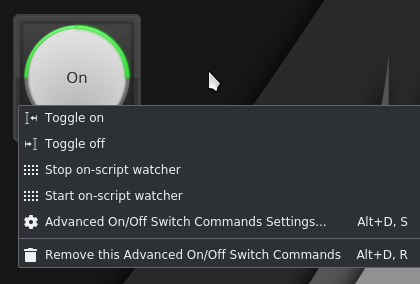 On
Toggle on
Toggle off
Stop on-script watcher
Start on-script watcher
Advanced On/Off Switch Commands Settings... Alt+D, S
Remove this Advanced On/Off Switch Commands Alt+D, R